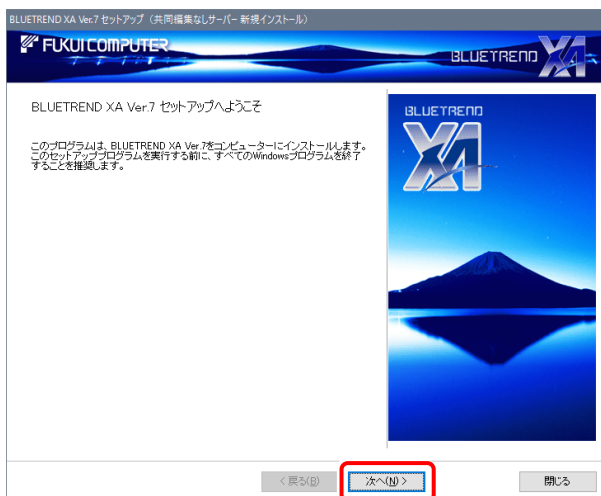 BLUETREND XA Ver.7 セットアップ（共同編集なしサーバー 新規インストール）
FUKUI COMPUTER
BLUETREND XA
BLUETREND XA Ver.7 セットアップへようこそ
このプログラムは、BLUETREND XA Ver.7をコンピューターにインストールします。
このセットアッププログラムを実行する前に、すべてのWindowsプログラムを終了
することを推奨します。
BLUETREND
XA
< 戻る(B)
次へ(N) >
閉じる